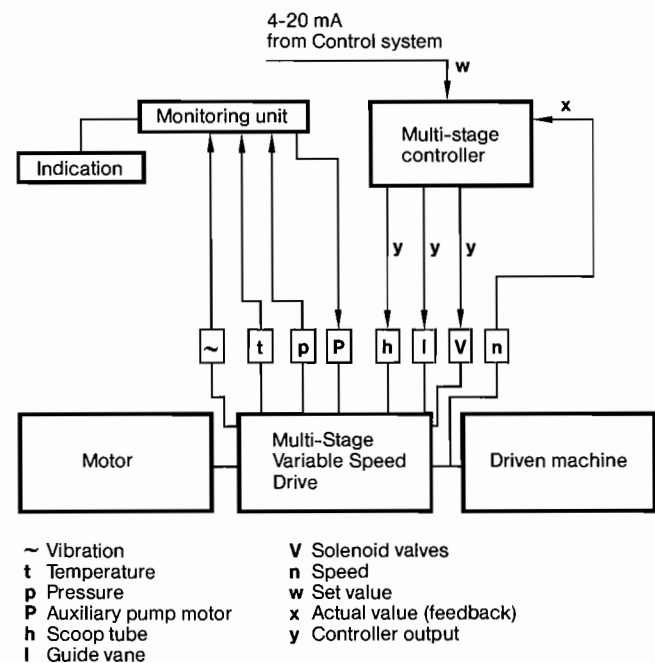 4-20 mA
from Control system
w
x
Monitoring unit
Multi-stage
controller
Indication
y y y
~ t p P h l V n
Motor
Multi-Stage
Variable Speed
Drive
Driven machine
~ Vibration
t Temperature
p Pressure
P Auxiliary pump motor
h Scoop tube
l Guide vane
V Solenoid valves
n Speed
w Set value
x Actual value (feedback)
y Controller output